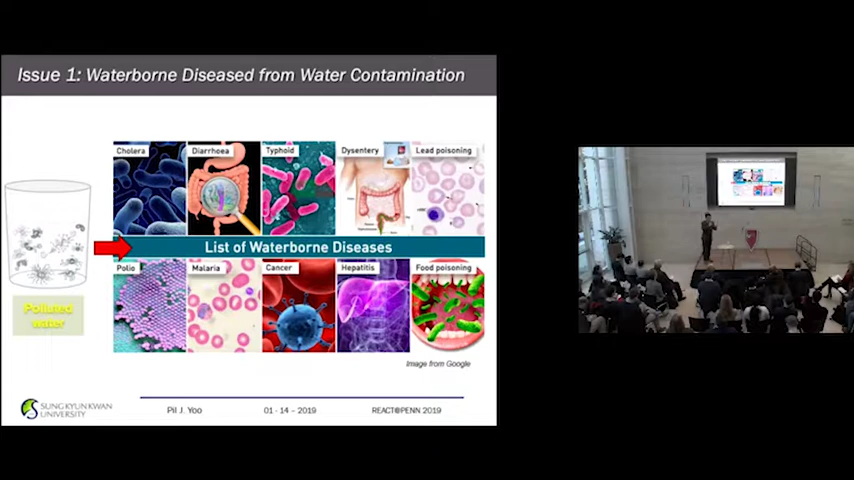 Issue 1: Waterborne Diseased from Water Contamination
Cholera
Diarrhoea
Typhoid
Dysentery
Lead poisoning
List of Waterborne Diseases
Polio
Malaria
Cancer
Hepatitis
Food poisoning
Polluted
water
Image from Google
SUNG KYUN KWAN
UNIVERSITY
Pil J. Yoo
01 - 14 – 2019
REACT@PENN 2019